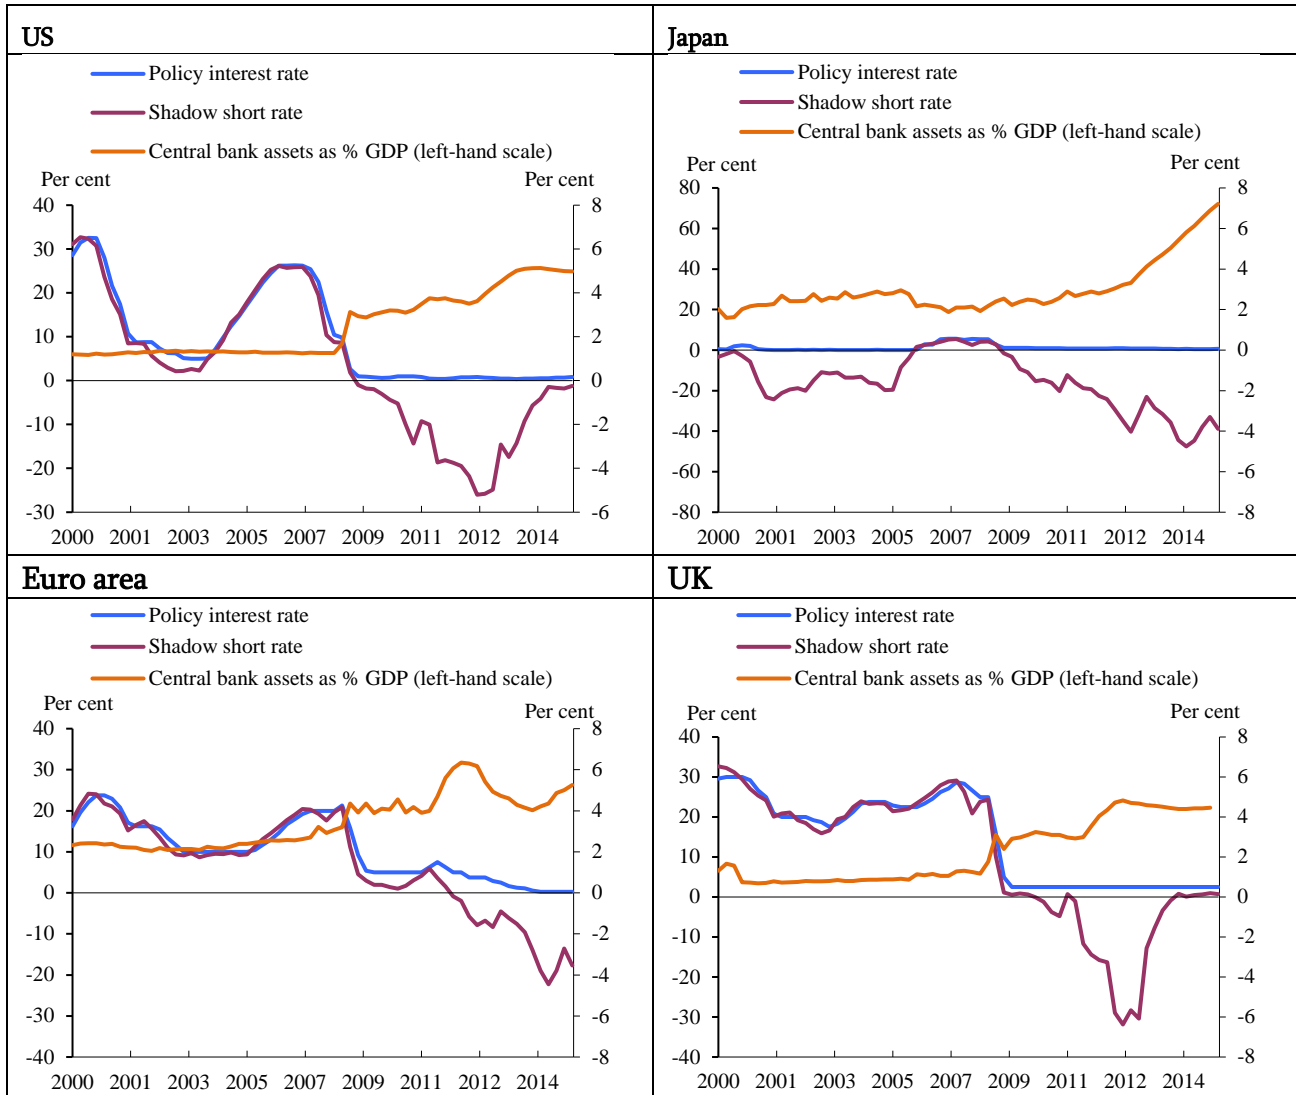 US
Policy interest rate
Shadow short rate
Central bank assets as % GDP (left-hand scale)
Per cent
Per cent
40
30
20
10
0
-10
-20
-30
8
6
4
2
0
-2
-4
-6
2000 2001 2003 2005 2007 2009 2011 2012 2014
Japan
Policy interest rate
Shadow short rate
Central bank assets as % GDP (left-hand scale)
Per cent
80
60
40
20
0
-20
-40
-60
-80
8
6
4
2
0
-2
-4
-6
-8
2000 2001 2003 2005 2007 2009 2011 2012 2014
Euro area
Policy interest rate
Shadow short rate
Central bank assets as % GDP (left-hand scale)
Per cent
Per cent
40
30
20
10
0
-10
-20
-30
-40
8
6
4
2
0
-2
-4
-6
-8
2000 2001 2003 2005 2007 2009 2011 2012 2014
UK
Policy interest rate
Shadow short rate
Central bank assets as % GDP (left-hand scale)
Per cent
Per cent
40
30
20
10
0
-10
-20
-30
-40
8
6
4
2
0
-2
-4
-6
-8
2000 2001 2003 2005 2007 2009 2011 2012 2014